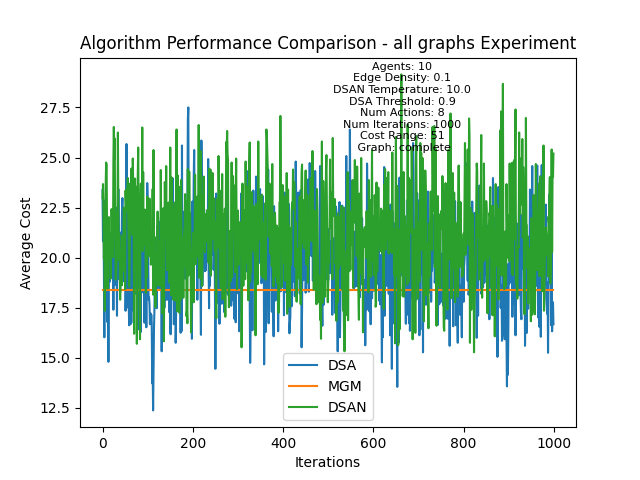 Algorithm Performance Comparison - all graphs Experiment
Agents: 10
Edge Density: 0.1
DSAN Temperature: 10.0
DSA Threshold: 0.9
Num Actions: 8
Num Iterations: 1000
Cost Range: 51
Graph: complete
Average Cost
27.5
25.0
22.5
20.0
17.5
15.0
12.5
DSA
MGM
DSAN
0 200 400 600 800 1000
Iterations